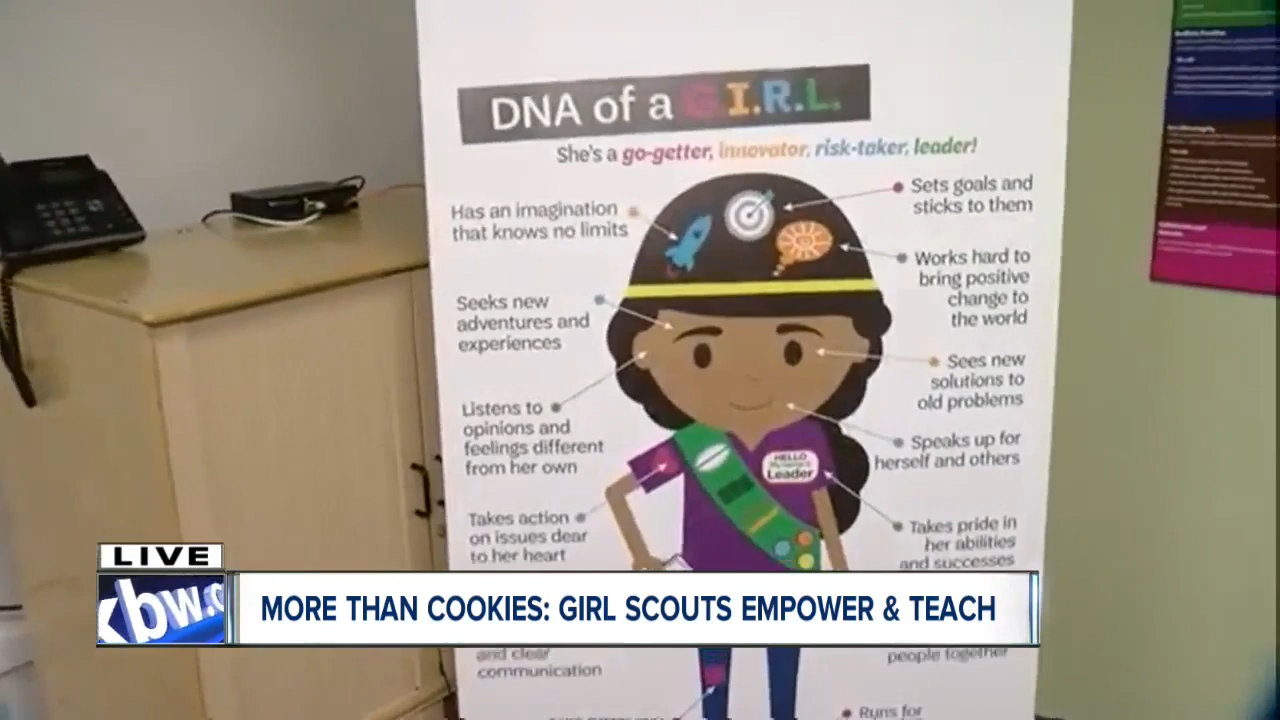 DNA of a G.I.R.L.
She's a go-getter, innovator, risk-taker, leader!
Has an imagination
that knows no limits
Seeks new
adventures and
experiences
Listens to
opinions and
feelings different
from her own
Takes action
on issues dear
to her heart
Sets goals and
sticks to them
Works hard to
bring positive
change to
the world
Sees new
solutions to
old problems
Speaks up for
herself and others
Takes pride in
her abilities
and successes
HELLO
Leader
LIVE
kbw.c
MORE THAN COOKIES: GIRL SCOUTS EMPOWER & TEACH
and clear
communication
people together
Runs for